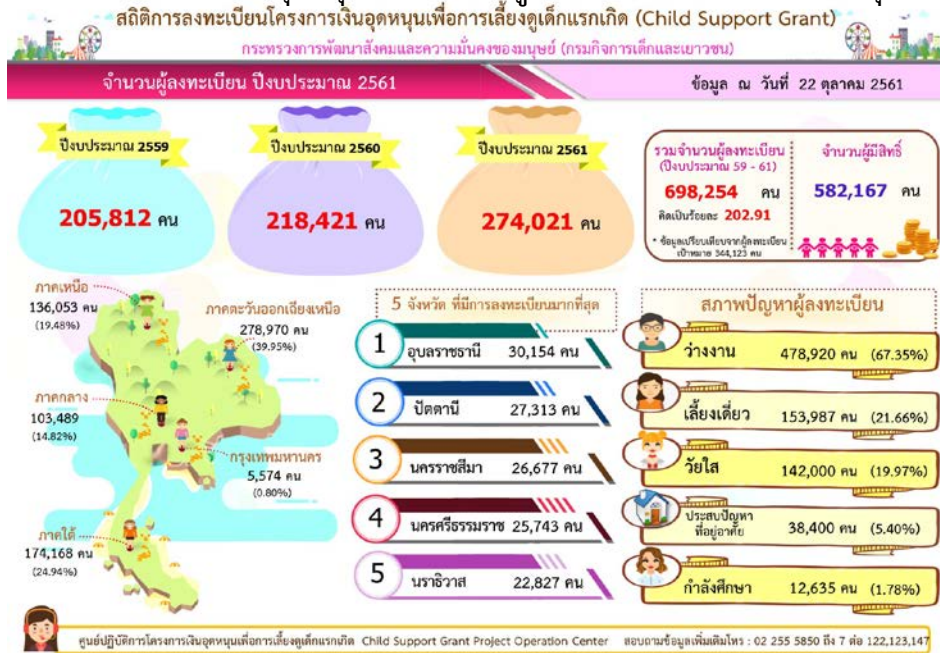 สถิติการลงทะเบียนโครงการเงินอุดหนุนเพื่อการเลี้ยงดูเด็กแรกเกิด (Child Support Grant)
กระทรวงการพัฒนาสังคมและความมั่นคงของมนุษย์ (กรมกิจการเด็กและเยาวชน)
จำนวนผู้ลงทะเบียน ปีงบประมาณ 2561
ข้อมูล ณ วันที่ 22 ตุลาคม 2561
ปีงบประมาณ 2559
205,812 คน
ปีงบประมาณ 2560
218,421 คน
ปีงบประมาณ 2561
274,021 คน
รวมจำนวนผู้ลงทะเบียน
(ปีงบประมาณ 59 - 61)
698,254 คน
คิดเป็นร้อยละ 202.91
* ข้อมูลเปรียบเทียบจากผู้ลงทะเบียน
เป้าหมาย 344,123 คน
จำนวนผู้มีสิทธิ์
582,167 คน
ภาคเหนือ
136,053 คน
(19.48%)
ภาคตะวันออกเฉียงเหนือ
278,970 คน
(39.95%)
ภาคกลาง
103,489
(14.82%)
กรุงเทพมหานคร
5,574 คน
(0.80%)
ภาคใต้
174,168 คน
(24.94%)
5 จังหวัด ที่มีการลงทะเบียนมากที่สุด
1 อุบลราชธานี 30,154 คน
2 ปัตตานี 27,313 คน
3 นครราชสีมา 26,677 คน
4 นครศรีธรรมราช 25,743 คน
5 นราธิวาส 22,827 คน
สภาพปัญหาผู้ลงทะเบียน
ว่างงาน 478,920 คน (67.35%)
เลี้ยงเดี่ยว 153,987 คน (21.66%)
วัยใส 142,000 คน (19.97%)
ประสบปัญหา
ที่อยู่อาศัย 38,400 คน (5.40%)
กำลังศึกษา 12,635 คน (1.78%)
ศูนย์ปฏิบัติการโครงการเงินอุดหนุนเพื่อการเลี้ยงดูเด็กแรกเกิด Child Support Grant Project Operation Center สอบถามข้อมูลเพิ่มเติมโทร : 02 255 5850 ถึง 7 ต่อ 122,123,147